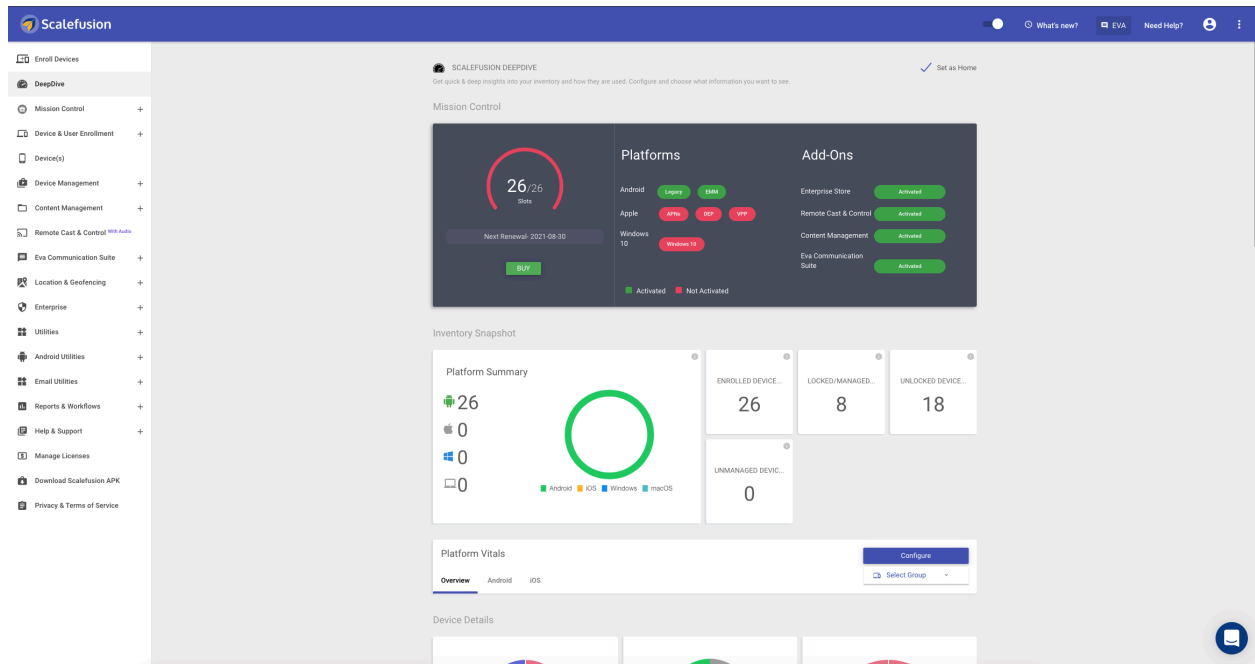 Scalefusion
What's new?
EVA
Need Help?
Enroll Devices
DeepDive
Mission Control +
Device & User Enrollment +
Device(s)
Device Management +
Content Management +
Remote Cast & Control With Audio
Eva Communication Suite +
Location & Geofencing +
Enterprise +
Utilities +
Android Utilities +
Email Utilities +
Reports & Workflows +
Help & Support +
Manage Licenses
Download Scalefusion APK
Privacy & Terms of Service
SCALEFUSION DEEPDIVE
Set as Home
Get quick & deep insights into your inventory and how they are used. Configure and choose what information you want to see.
Mission Control
26/26
Slots
Next Renewal- 2021-08-30
BUY
Platforms
Android Legacy EMM
Apple APNs DEP VPP
Windows
10
Windows 10
Activated Not Activated
Add-Ons
Enterprise Store Activated
Remote Cast & Control Activated
Content Management Activated
Eva Communication
Suite
Activated
Inventory Snapshot
Platform Summary
26
0
0
0
Android iOS Windows macOS
ENROLLED DEVICE...
26
LOCKED/MANAGED...
8
UNLOCKED DEVICE...
18
UNMANAGED DEVIC...
0
Platform Vitals
Configure
Select Group
Overview Android iOS
Device Details